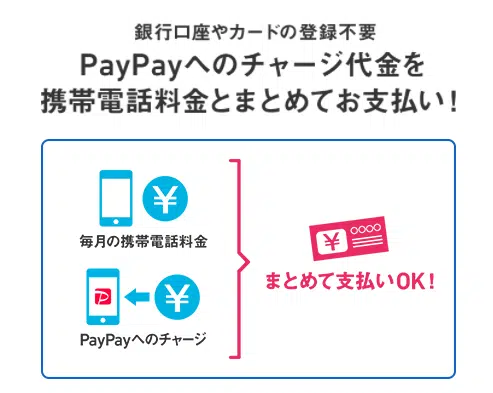 銀行口座やカードの登録不要
PayPayへのチャージ代金を
携帯電話料金とまとめてお支払い！
¥
毎月の携帯電話料金
¥
まとめて支払いOK！
P
¥
PayPayへのチャージ